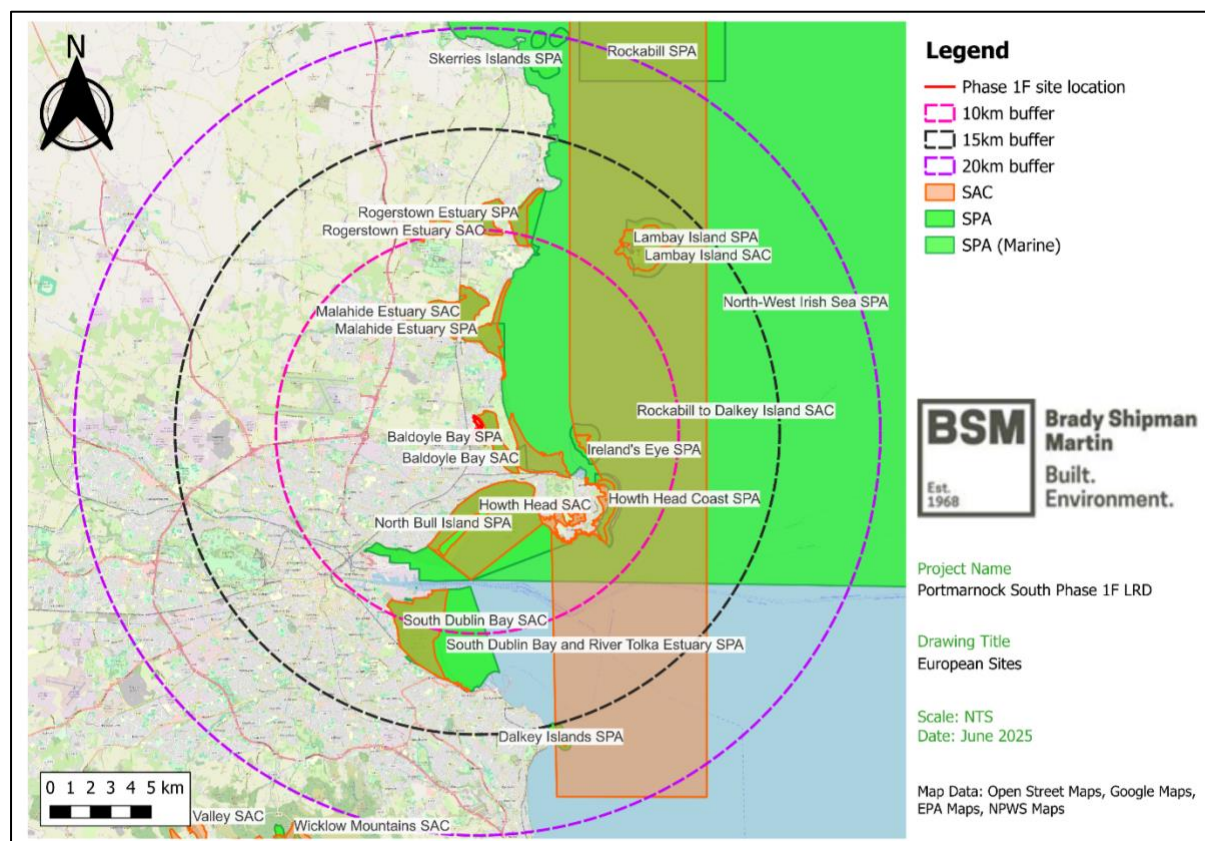 N
Skerries Islands SPA
Rockabill SPA
Rogerstown Estuary SPA
Rogerstown Estuary SAC
Lambay Island SPA
Lambay Island SAC
North-West Irish Sea SPA
Malahide Estuary SAC
Malahide Estuary SPA
Rockabill to Dalkey Island SAC
Baldoyle Bay SPA
Baldoyle Bay SAC
Ireland's Eye SPA
Howth Head SAC
Howth Head Coast SPA
North Bull Island SPA
South Dublin Bay SAC
South Dublin Bay and River Tolka Estuary SPA
Dalkey Islands SPA
0 1 2 3 4 5 km
Valley SAC
Wicklow Mountains SAC
Legend
Phase 1F site location
10km buffer
15km buffer
20km buffer
SAC
SPA
SPA (Marine)
BSM
Est.
1968
Brady Shipman
Martin
Built.
Environment.
Project Name
Portmarnock South Phase 1F LRD
Drawing Title
European Sites
Scale: NTS
Date: June 2025
Map Data: Open Street Maps, Google Maps,
EPA Maps, NPWS Maps